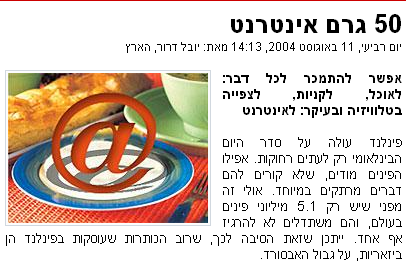 50 גרם אינטרנט
יום רביעי, 11 באוגוסט 2004, 14:13 מאת: יובל דרור, הארץ
אפשר להתמכר לכל דבר:
לאוכל, לקניות, לצפייה
בטלוויזיה ובעיקר: לאינטרנט
פינלנד עולה על סדר היום
הבינלאומי רק לעתים רחוקות. אפילו
הפינים מודים, שלא קורים להם
דברים מרתקים במיוחד. אולי זה
מפני שיש רק 5.1 מיליוני פינים
בעולם, והם משתדלים לא להרגיז
אף אחד. ייתכן שזאת הסיבה לכך, שרוב הכותרות שעוסקות בפינלנד הן
ביזאריות, על גבול האבסורד.
@